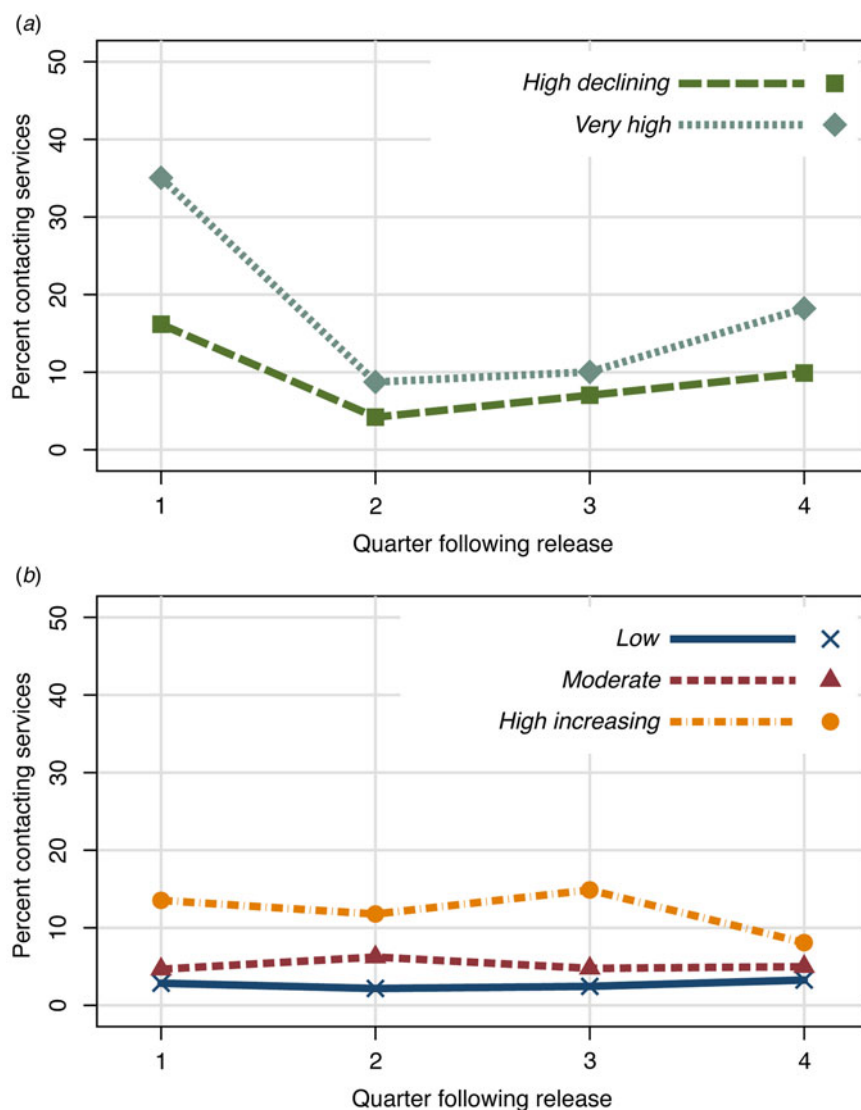 (a)
50
40
30
20
10
0
Percent contacting services
High declining
Very high
1 2 3 4
Quarter following release
(b)
50
40
30
20
10
0
Percent contacting services
Low
Moderate
High increasing
1 2 3 4
Quarter following release